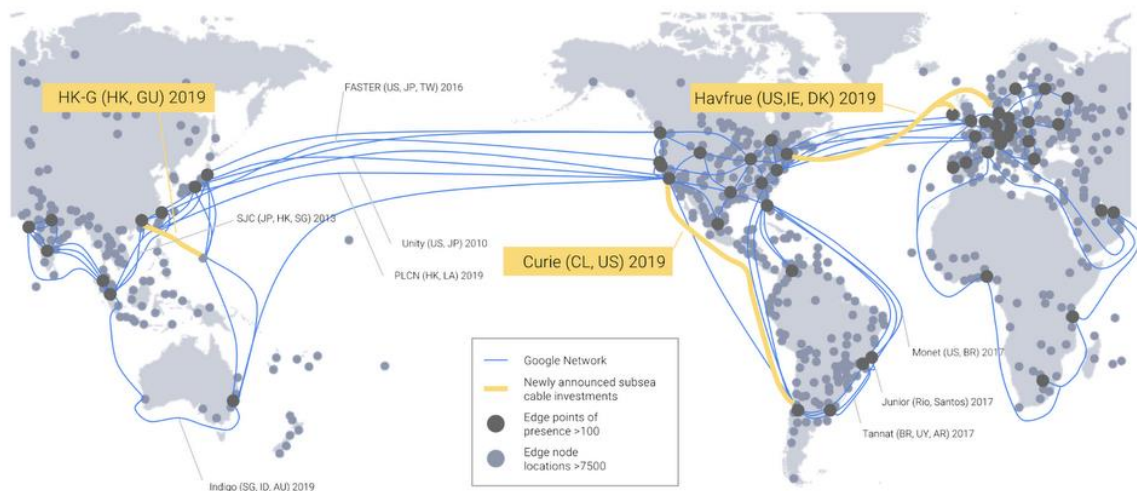 FASTER (US, JP, TW) 2016
HK-G (HK, GU) 2019
Havfrue (US,IE, DK) 2019
SJC (JP, HK, SG) 2013
Unity (US, JP) 2010
Curie (CL, US) 2019
PLCN (HK, LA) 2019
Monet (US, BR) 2017
Junior (Rio, Santos) 2017
Tannat (BR, UY, AR) 2017
Indigo (SG, ID, AU) 2019
Google Network
Newly announced subsea
cable investments
Edge points of
presence >100
Edge node
locations >7500